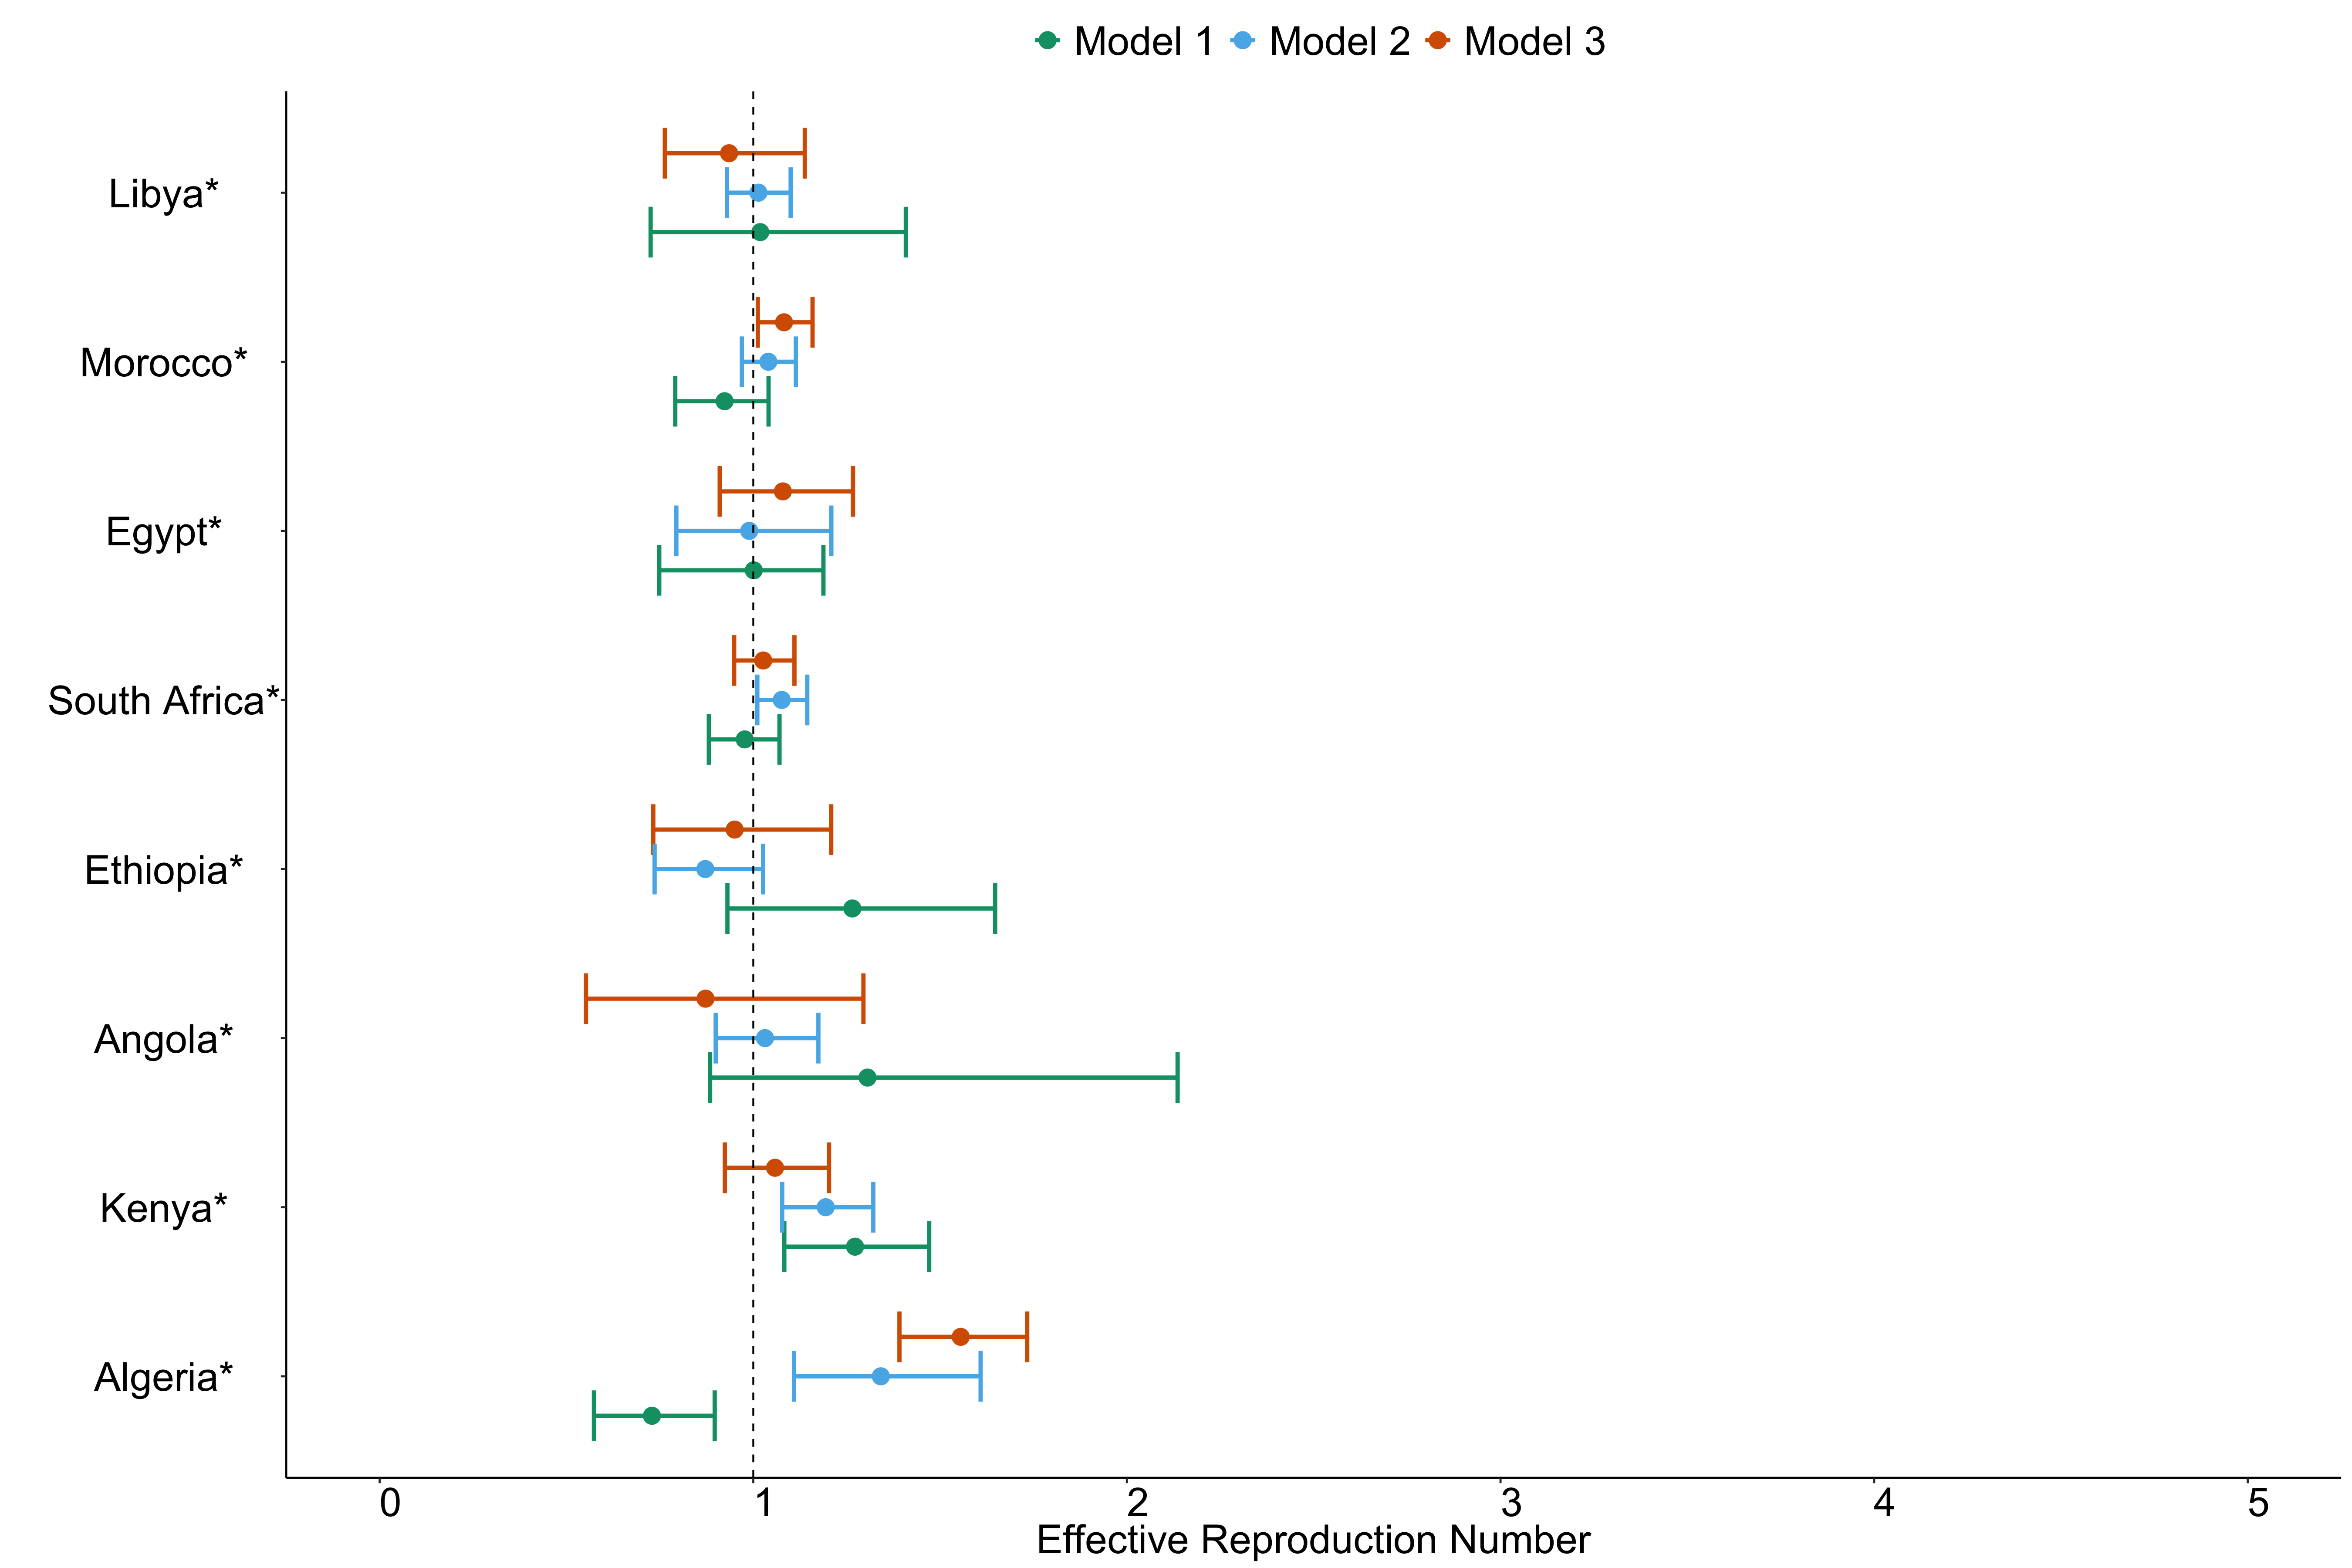 Model 1 Model 2 Model 3
Libya*
Morocco*
Egypt*
South Africa*
Ethiopia*
Angola*
Kenya*
Algeria*
0 1 2 3 4 5
Effective Reproduction Number